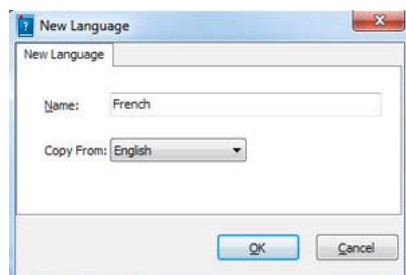 New Language
New Language
Name: French
Copy From: English
OK Cancel